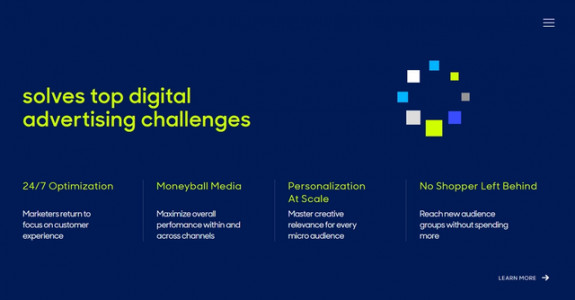 solves top digital
advertising challenges
24/7 Optimization
Marketers return to
focus on customer
experience
Moneyball Media
Maximize overall
perfomance within and
across channels
Personalization
At Scale
Master creative
relevance for every
micro audience
No Shopper Left Behind
Reach new audience
groups without spending
more
LEARN MORE